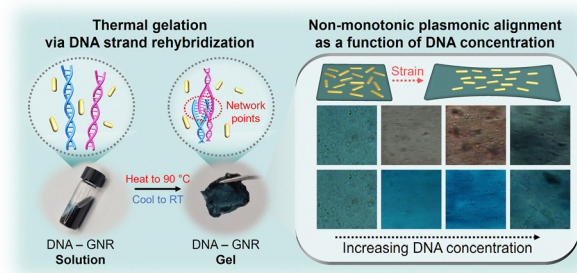 Thermal gelation
via DNA strand rehybridization
Network
points
Heat to 90 °C
Cool to RT
DNA – GNR
Solution
DNA – GNR
Gel
Non-monotonic plasmonic alignment
as a function of DNA concentration
Strain
Increasing DNA concentration